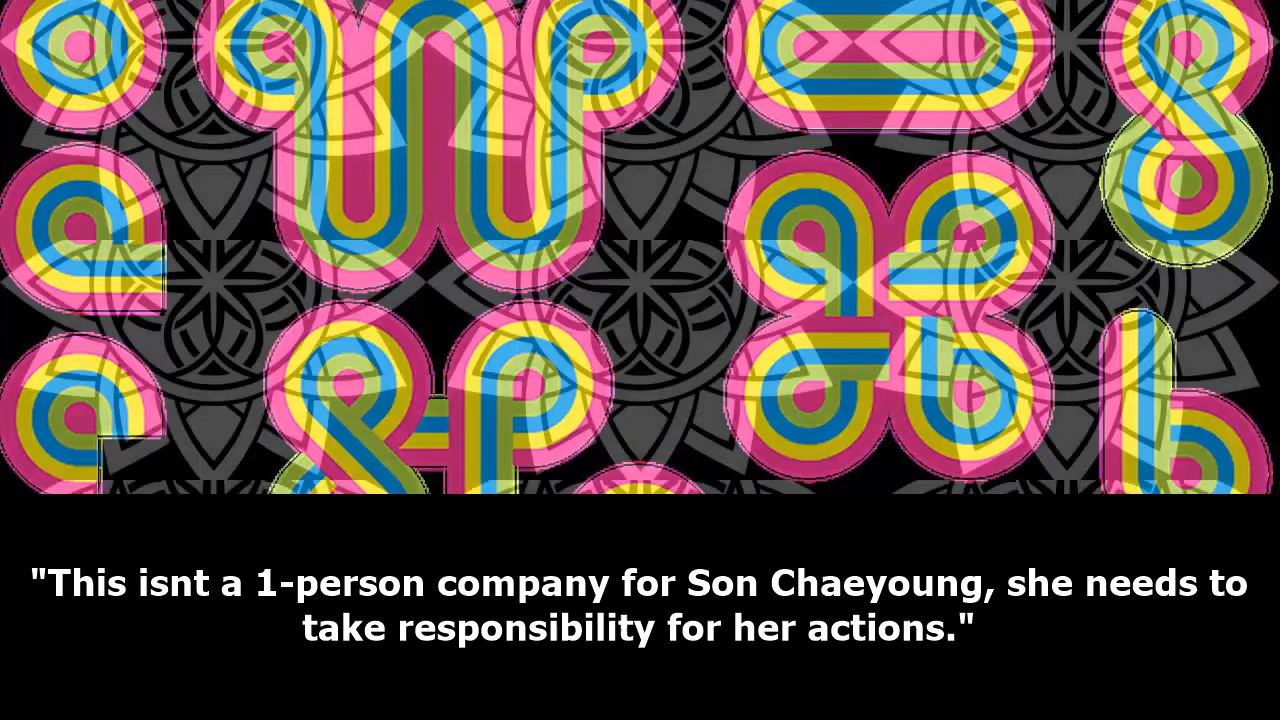 "This isnt a 1-person company for Son Chaeyoung, she needs to
take responsibility for her actions."